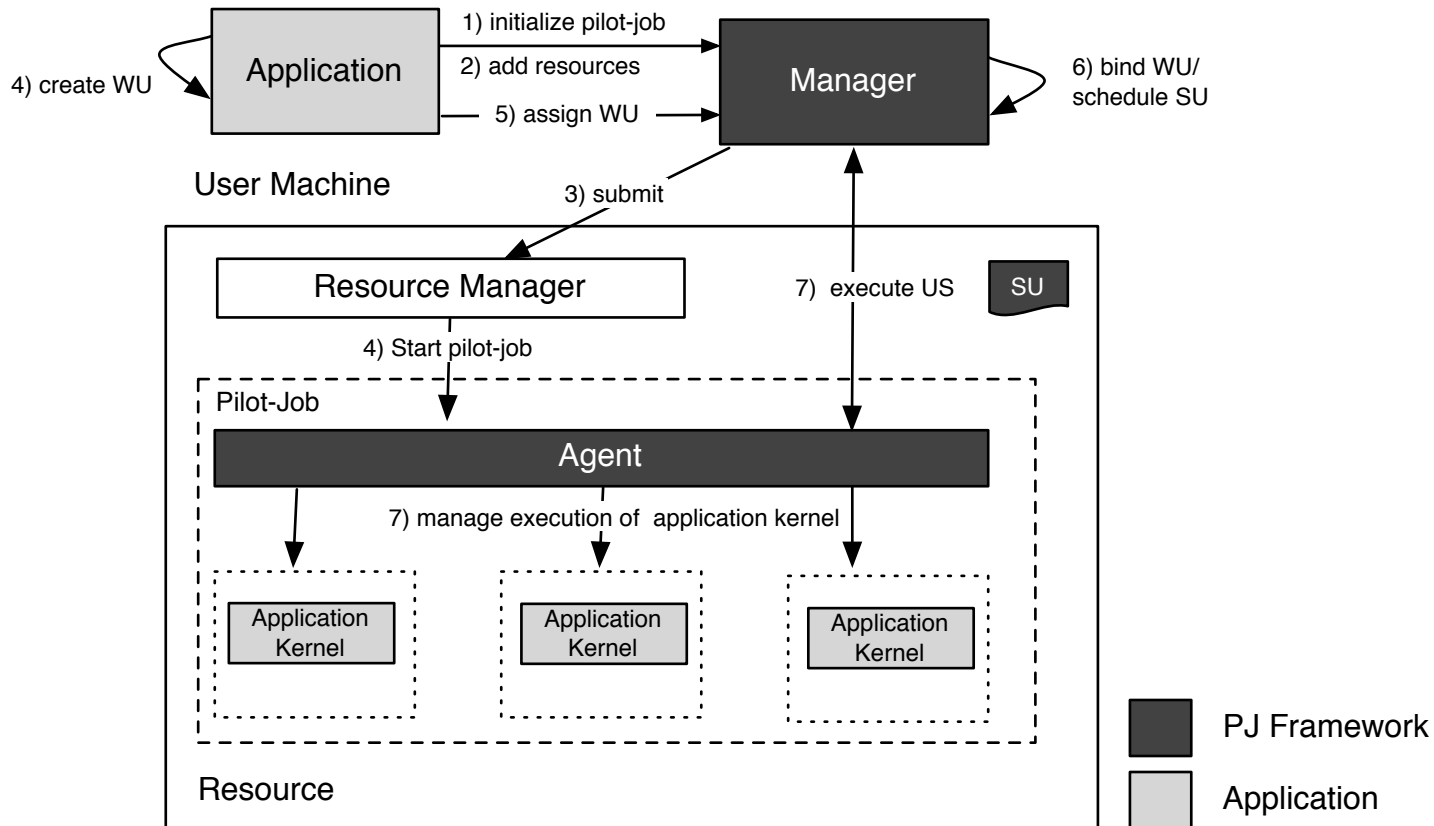 1) initialize pilot-job
Application
2) add resources
Manager
4) create WU
6) bind WU/
schedule SU
5) assign WU
User Machine
3) submit
Resource Manager
7) execute US
SU
4) Start pilot-job
Pilot-Job
Agent
7) manage execution of application kernel
Application
Kernel
Application
Kernel
Application
Kernel
PJ Framework
Resource
Application